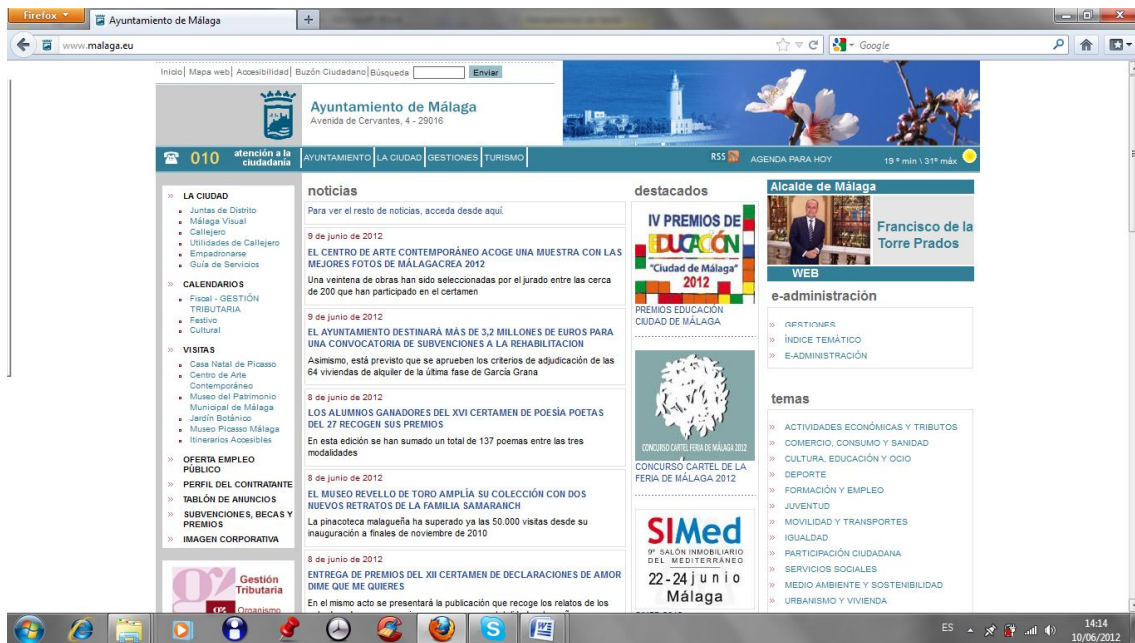 Firefox
Ayuntamiento de Málaga
www.malaga.eu
Google
Inicio| Mapa web| Accesibilidad| Buzón Ciudadano| Búsqueda Enviar
Ayuntamiento de Málaga
Avenida de Cervantes, 4 - 29016
010 atención a la ciudadanía
AYUNTAMIENTO LA CIUDAD GESTIONES TURISMO
RSS AGENDA PARA HOY 19 º min \ 31º máx
» LA CIUDAD
Juntas de Distrito
Málaga Visual
Callejero
Utilidades de Callejero
Empadronarse
Guía de Servicios
» CALENDARIOS
Fiscal - GESTIÓN
TRIBUTARIA
Festivo
Cultural
» VISITAS
Casa Natal de Picasso
Centro de Arte
Contemporáneo
Museo del Patrimonio
Municipal de Málaga
Jardín Botánico
Museo Picasso Málaga
Itinerarios Accesibles
» OFERTA EMPLEO
PÚBLICO
» PERFIL DEL CONTRATANTE
» TABLÓN DE ANUNCIOS
» SUBVENCIONES, BECAS Y
PREMIOS
» IMAGEN CORPORATIVA
Gestión
Tributaria
Organismo
noticias
Para ver el resto de noticias, acceda desde aquí.
9 de junio de 2012
EL CENTRO DE ARTE CONTEMPORÁNEO ACOGE UNA MUESTRA CON LAS
MEJORES FOTOS DE MÁLAGACREA 2012
Una veintena de obras han sido seleccionadas por el jurado entre las cerca
de 200 que han participado en el certamen
9 de junio de 2012
EL AYUNTAMIENTO DESTINARÁ MÁS DE 3,2 MILLONES DE EUROS PARA
UNA CONVOCATORIA DE SUBVENCIONES A LA REHABILITACION
Asimismo, está previsto que se aprueben los criterios de adjudicación de las
64 viviendas de alquiler de la última fase de García Grana
8 de junio de 2012
LOS ALUMNOS GANADORES DEL XVI CERTAMEN DE POESÍA POETAS
DEL 27 RECOGEN SUS PREMIOS
En esta edición se han sumado un total de 137 poemas entre las tres
modalidades
8 de junio de 2012
EL MUSEO REVELLO DE TORO AMPLÍA SU COLECCIÓN CON DOS
NUEVOS RETRATOS DE LA FAMILIA SAMARANCH
La pinacoteca malagueña ha superado ya las 50.000 visitas desde su
inauguración a finales de noviembre de 2010
8 de junio de 2012
ENTREGA DE PREMIOS DEL XII CERTAMEN DE DECLARACIONES DE AMOR
DIME QUE ME QUIERES
En el mismo acto se presentará la publicación que recoge los relatos de los
destacados
IV PREMIOS DE
EDUCACIÓN
"Ciudad de Málaga"
2012
PREMIOS EDUCACIÓN
CIUDAD DE MÁLAGA
CONCURSO CARTEL FERIA DE MÁLAGA 2012
CONCURSO CARTEL DE LA
FERIA DE MÁLAGA 2012
SIMed
9º SALÓN INMOBILIARIO
DEL MEDITERRÁNEO
22-24 junio
Málaga
Alcalde de Málaga
Francisco de la
Torre Prados
WEB
e-administración
» GESTIONES
» ÍNDICE TEMÁTICO
» E-ADMINISTRACIÓN
temas
» ACTIVIDADES ECONÓMICAS Y TRIBUTOS
» COMERCIO, CONSUMO Y SANIDAD
» CULTURA, EDUCACIÓN Y OCIO
» DEPORTE
» FORMACIÓN Y EMPLEO
» JUVENTUD
» MOVILIDAD Y TRANSPORTES
» IGUALDAD
» PARTICIPACIÓN CIUDADANA
» SERVICIOS SOCIALES
» MEDIO AMBIENTE Y SOSTENIBILIDAD
» URBANISMO Y VIVIENDA
ES
14:14
10/06/2012